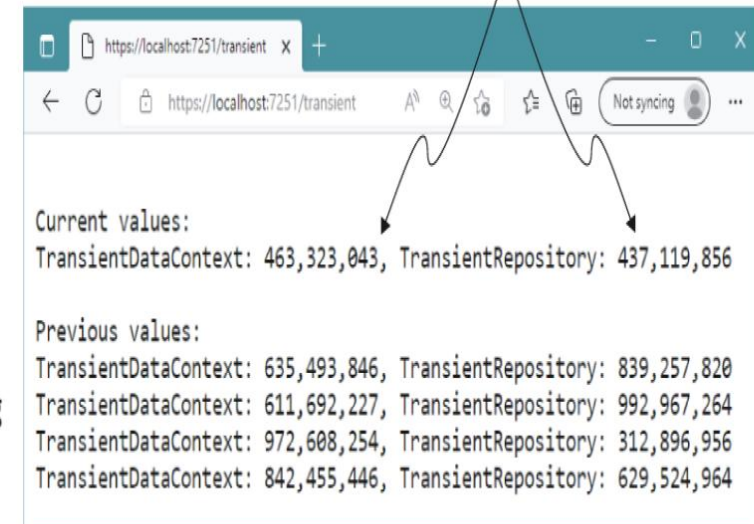 https://localhost:7251/transient
https://localhost:7251/transient
Not syncing
Current values:
TransientDataContext: 463,323,043, TransientRepository: 437,119,856
Previous values:
TransientDataContext: 635,493,846, TransientRepository: 839,257,820
TransientDataContext: 611,692,227, TransientRepository: 992,967,264
TransientDataContext: 972,608,254, TransientRepository: 312,896,956
TransientDataContext: 842,455,446, TransientRepository: 629,524,964